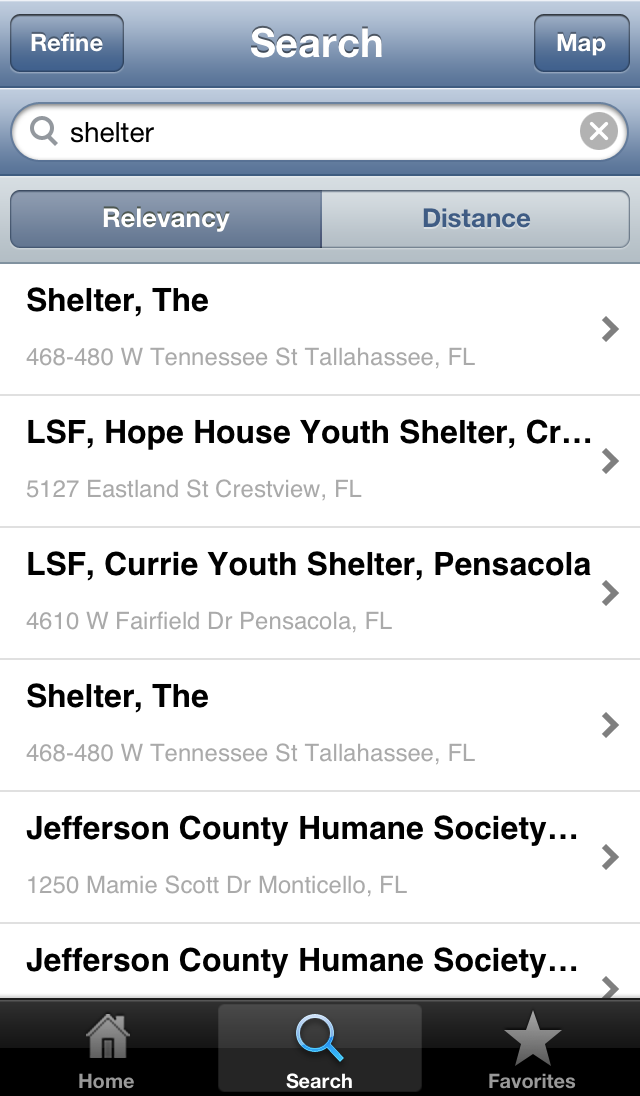 Refine
Search
Map
shelter
Relevancy
Distance
Shelter, The
468-480 W Tennessee St Tallahassee, FL
LSF, Hope House Youth Shelter, Cr...
5127 Eastland St Crestview, FL
LSF, Currie Youth Shelter, Pensacola
4610 W Fairfield Dr Pensacola, FL
Shelter, The
468-480 W Tennessee St Tallahassee, FL
Jefferson County Humane Society...
1250 Mamie Scott Dr Monticello, FL
Jefferson County Humane Society...
Home
Search
Favorites